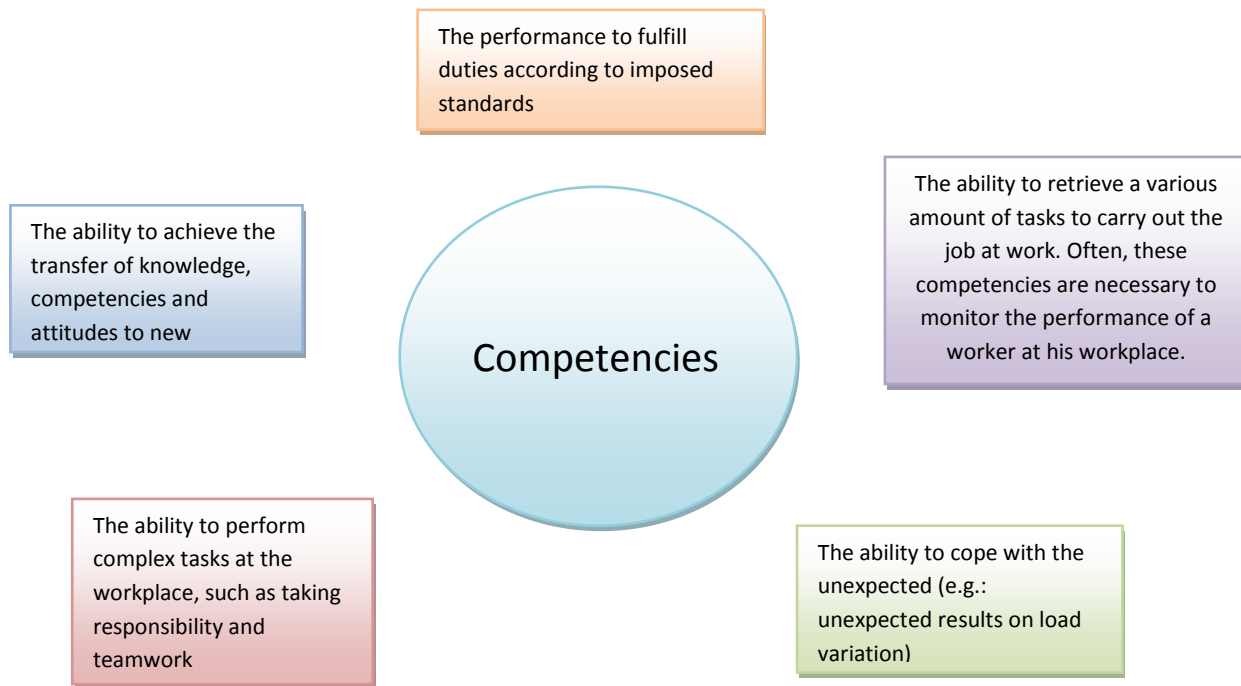 The performance to fulfill
duties according to imposed
standards
The ability to retrieve a various
amount of tasks to carry out the
job at work. Often, these
competencies are necessary to
monitor the performance of a
worker at his workplace.
The ability to achieve the
transfer of knowledge,
competencies and
attitudes to new
Competencies
The ability to perform
complex tasks at the
workplace, such as taking
responsibility and
teamwork
The ability to cope with the
unexpected (e.g.:
unexpected results on load
variation)